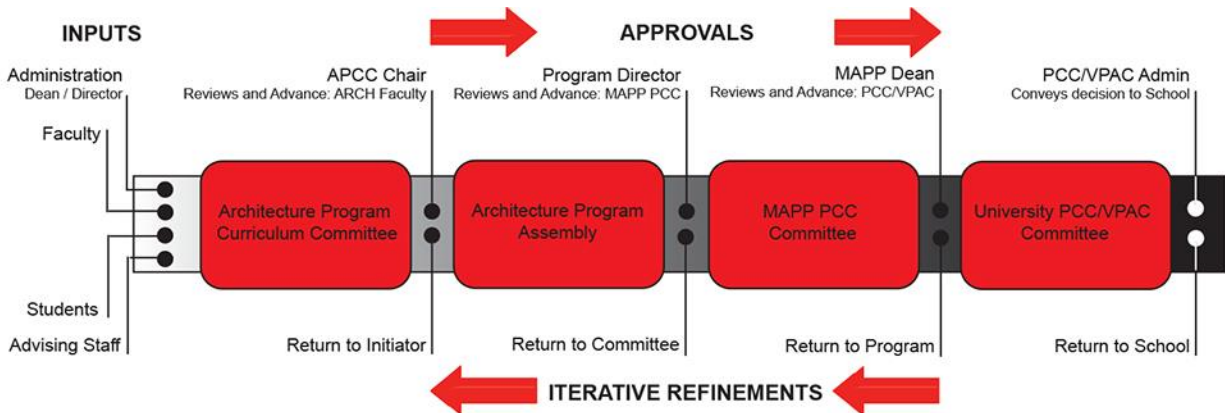 INPUTS
APPROVALS
Administration
Dean / Director
APCC Chair
Reviews and Advance: ARCH Faculty
Program Director
Reviews and Advance: MAPP PCC
MAPP Dean
Reviews and Advance: PCC/VPAC
PCC/VPAC Admin
Conveys decision to School
Faculty
Architecture Program
Curriculum Committee
Architecture Program
Assembly
MAPP PCC
Committee
University PCC/VPAC
Committee
Students
Advising Staff
Return to Initiator
Return to Committee
Return to Program
Return to School
ITERATIVE REFINEMENTS